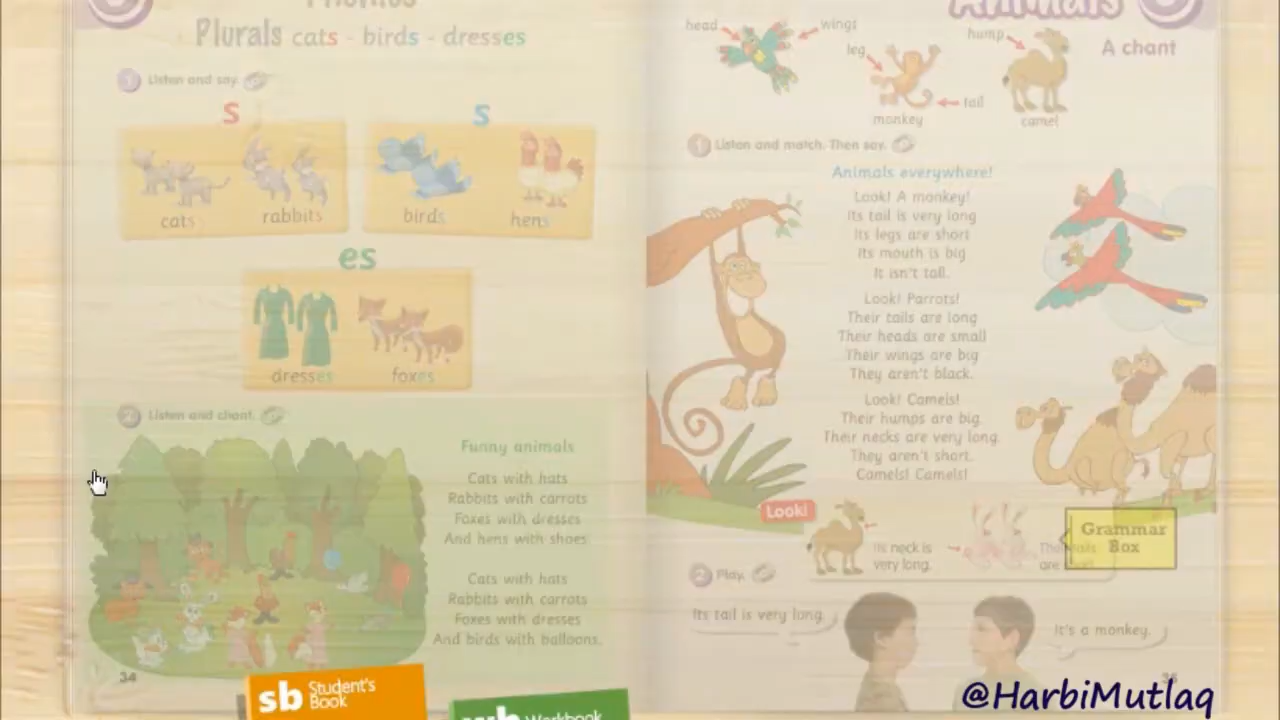 Phonics
Plurals cats - birds - dresses
1 Listen and say.
s
s
cats
rabbits
birds
hens
es
dresses
foxes
2 Listen and chant.
Funny animals
Cats with hats
Rabbits with carrots
Foxes with dresses
And hens with shoes.
Cats with hats
Rabbits with carrots
Foxes with dresses
And birds with balloons.
34
sb Student's
Book
wb Workbook
Animals
A chant
head
wings
leg
tail
monkey
hump
camel
1 Listen and match. Then say.
Animals everywhere!
Look! A monkey!
Its tail is very long
Its legs are short
Its mouth is big
It isn't tall.
Look! Parrots!
Their tails are long
Their heads are small
Their wings are big
They aren't black.
Look! Camels!
Their humps are big.
Their necks are very long.
They aren't short.
Camels! Camels!
Look!
Its neck is
very long.
Grammar
Box
2 Play.
Its tail is very long.
It's a monkey.
@HarbiMutlaq